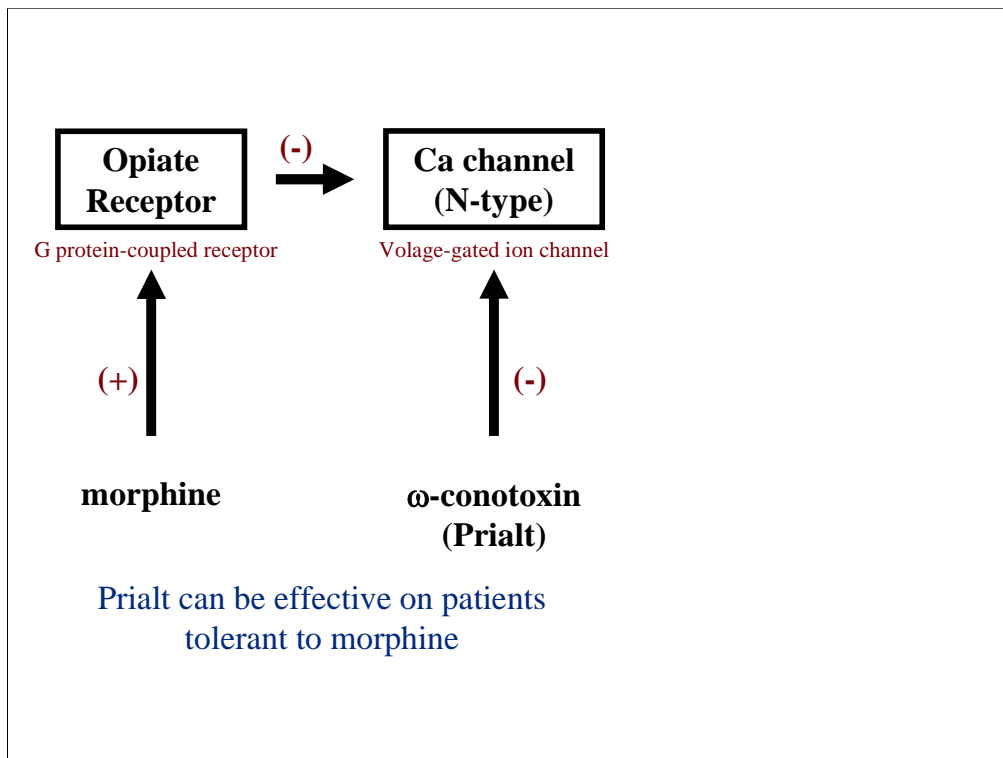 Opiate
Receptor
(-)
Ca channel
(N-type)
G protein-coupled receptor
Volage-gated ion channel
(+)
(-)
morphine
ω-conotoxin
(Prialt)
Prialt can be effective on patients
tolerant to morphine